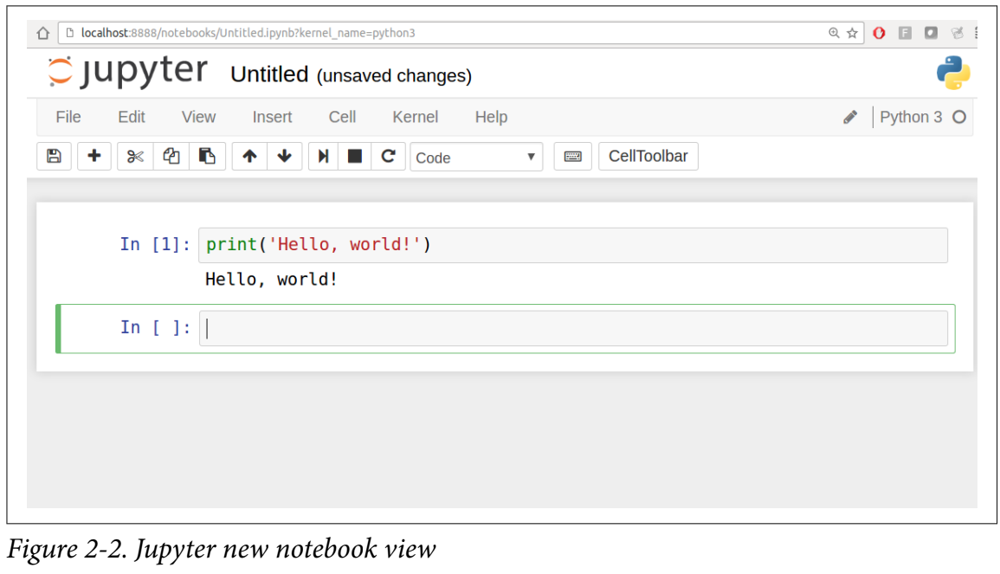 localhost:8888/notebooks/Untitled.ipynb?kernel_name=python3
jupyter Untitled (unsaved changes)
File Edit View Insert Cell Kernel Help Python 3
Code CellToolbar
In [1]: print('Hello, world!')
Hello, world!
In [ ]:
Figure 2-2. Jupyter new notebook view